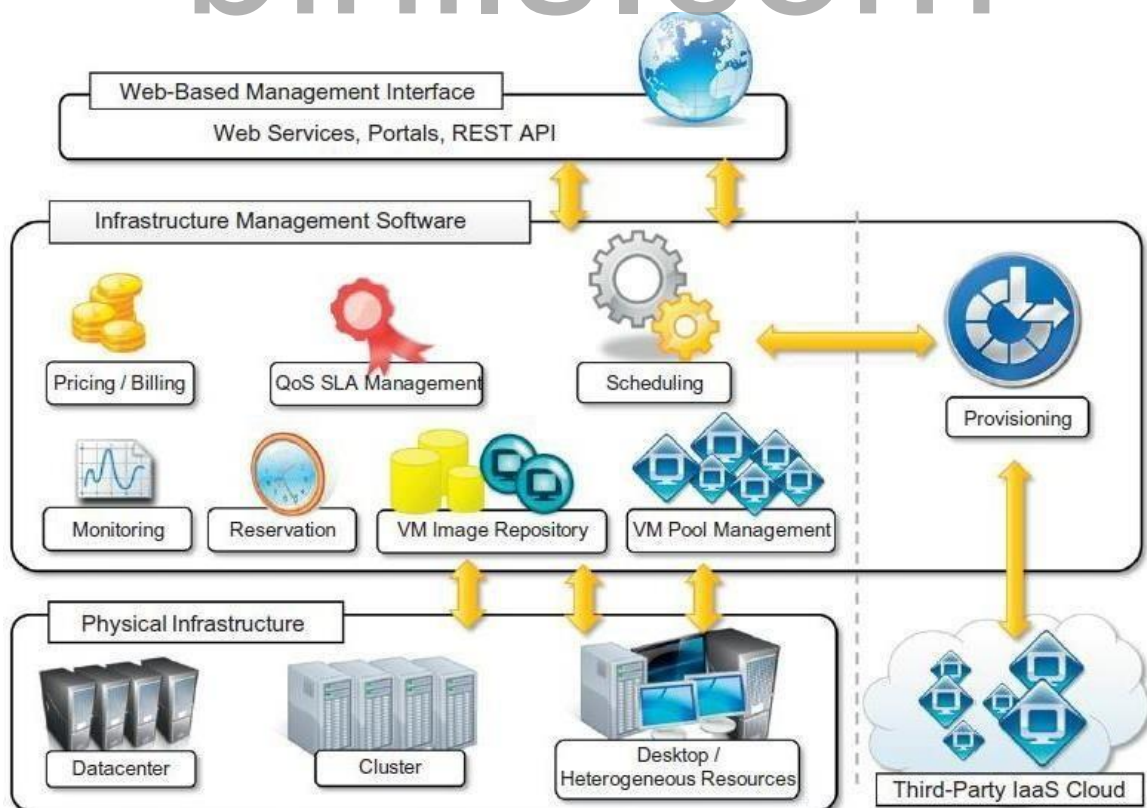 Web-Based Management Interface
Web Services, Portals, REST API
Infrastructure Management Software
Pricing / Billing
QoS SLA Management
Scheduling
Provisioning
Monitoring
Reservation
VM Image Repository
VM Pool Management
Physical Infrastructure
Datacenter
Cluster
Desktop /
Heterogeneous Resources
Third-Party IaaS Cloud